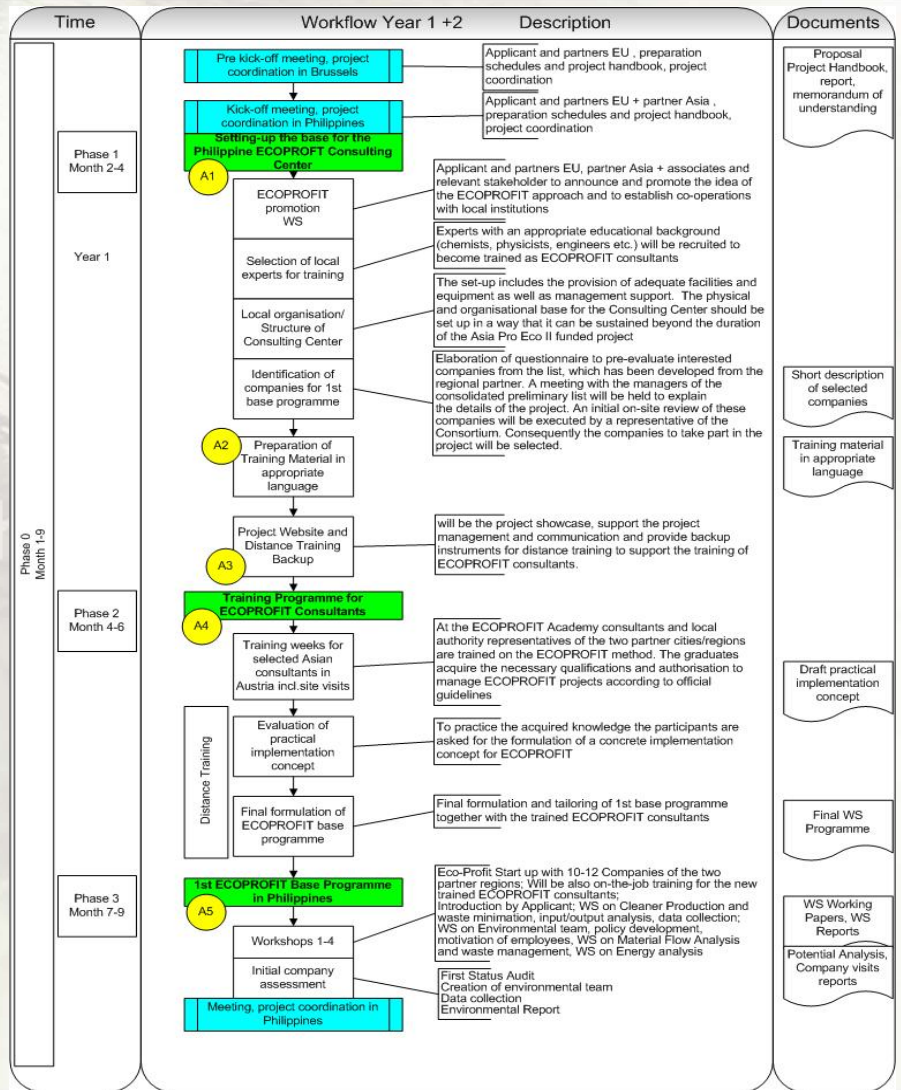 Time
Workflow Year 1 +2
Description
Documents
Pre kick-off meeting, project
coordination in Brussels
Applicant and partners EU , preparation
schedules and project handbook, project
coordination
Proposal
Project Handbook,
report,
memorandum of
understanding
Kick-off meeting, project
coordination in Philippines
Applicant and partners EU + partner Asia ,
preparation schedules and project handbook,
project coordination
Phase 1
Month 2-4
Setting-up the base for the
Philippine ECOPROFT Consulting
Center
A1
ECOPROFIT
promotion
WS
Applicant and partners EU, partner Asia + associates and
relevant stakeholder to announce and promote the idea of
the ECOPROFIT approach and to establish co-operations
with local institutions
Year 1
Selection of local
experts for training
Experts with an appropriate educational background
(chemists, physicists, engineers etc.) will be recruited to
become trained as ECOPROFIT consultants
Local organisation/
Structure of
Consulting Center
The set-up includes the provision of adequate facilities and
equipment as well as management support. The physical
and organisational base for the Consulting Center should be
set up in a way that it can be sustained beyond the duration
of the Asia Pro Eco II funded project
Identification of
companies for 1st
base programme
Elaboration of questionnaire to pre-evaluate interested
companies from the list, which has been developed from the
regional partner. A meeting with the managers of the
consolidated preliminary list will be held to explain
the details of the project. An initial on-site review of these
companies will be executed by a representative of the
Consortium. Consequently the companies to take part in the
project will be selected.
Short description
of selected
companies
A2
Preparation of
Training Material in
appropriate
language
Training material
in appropriate
language
Phase 0
Month 1-9
Project Website and
Distance Training
Backup
A3
will be the project showcase, support the project
management and communication and provide backup
instruments for distance training to support the training of
ECOPROFIT consultants.
Phase 2
Month 4-6
Training Programme for
ECOPROFIT Consultants
A4
Training weeks for
selected Asian
consultants in
Austria incl.site visits
At the ECOPROFIT Academy consultants and local
authority representatives of the two partner cities/regions
are trained on the ECOPROFIT method. The graduates
acquire the necessary qualifications and authorisation to
manage ECOPROFIT projects according to official
guidelines
Draft practical
implementation
concept
Distance Training
Evaluation of
practical
implementation
concept
To practice the acquired knowledge the participants are
asked for the formulation of a concrete implementation
concept for ECOPROFIT
Final formulation of
ECOPROFIT base
programme
Final formulation and tailoring of 1st base programme
together with the trained ECOPROFIT consultants
Final WS
Programme
Phase 3
Month 7-9
1st ECOPROFIT Base Programme
in Philippines
A5
Workshops 1-4
Eco-Profit Start up with 10-12 Companies of the two
partner regions; Will be also on-the-job training for the new
trained ECOPROFIT consultants;
Introduction by Applicant; WS on Cleaner Production and
waste minimation, input/output analysis, data collection;
WS on Environmental team, policy development,
motivation of employees, WS on Material Flow Analysis
and waste management, WS on Energy analysis
WS Working
Papers, WS
Reports
Initial company
assessment
First Status Audit
Creation of environmental team
Data collection
Environmental Report
Potential Analysis,
Company visits
reports
Meeting, project coordination in
Philippines